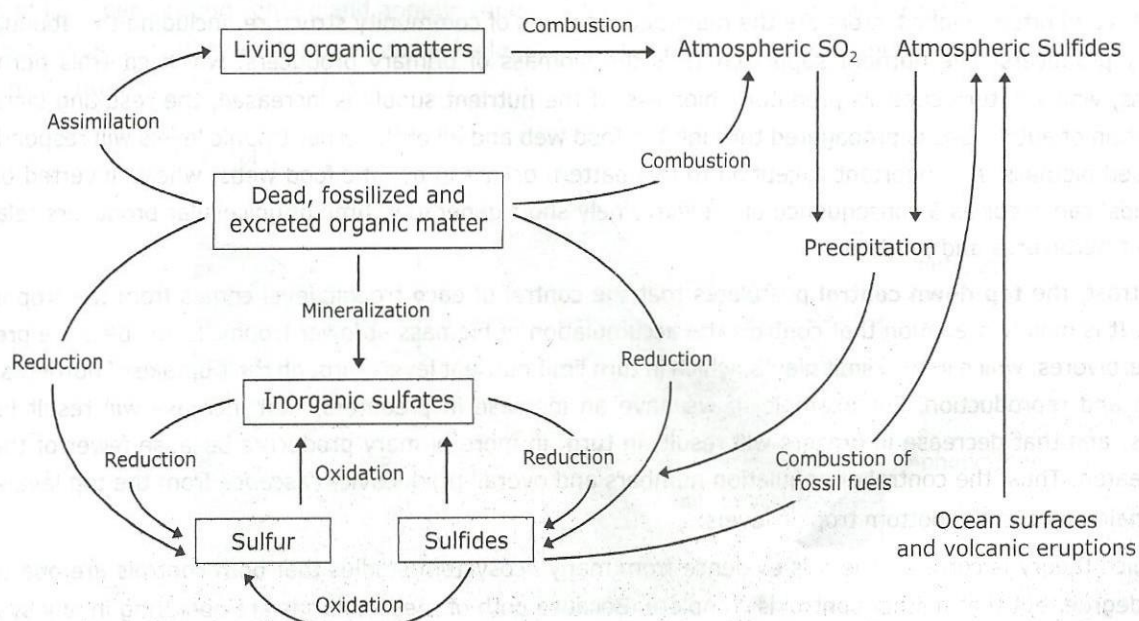 Living organic matters
Combustion
Atmospheric SO₂
Atmospheric Sulfides
Assimilation
Combustion
Dead, fossilized and
excreted organic matter
Precipitation
Mineralization
Reduction
Reduction
Inorganic sulfates
Reduction
Oxidation
Reduction
Combustion of
fossil fuels
Sulfur
Sulfides
Ocean surfaces
and volcanic eruptions
Oxidation